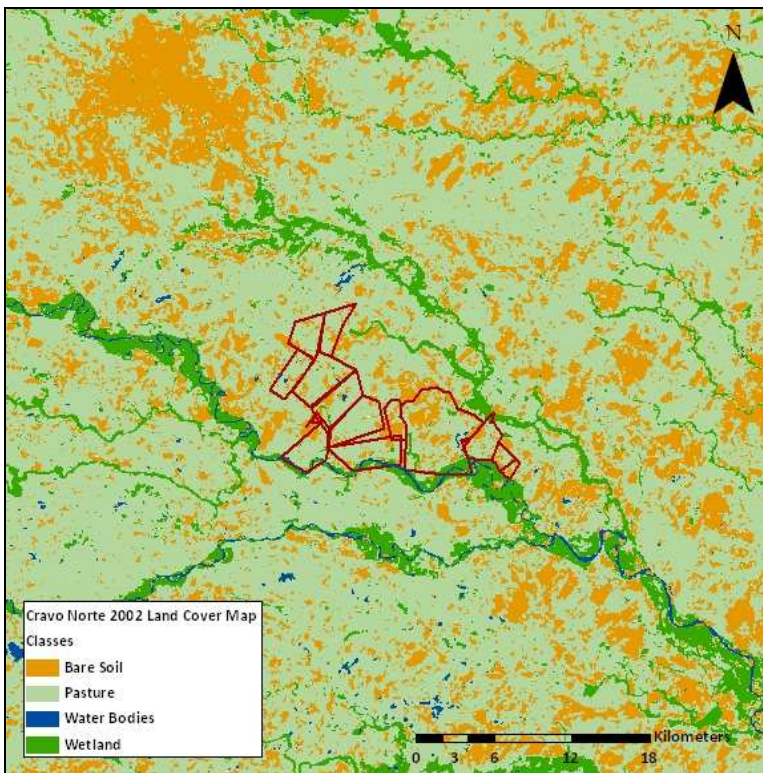 N
Cravo Norte 2002 Land Cover Map
Classes
Bare Soil
Pasture
Water Bodies
Wetland
Kilometers
0 3 6 12 18